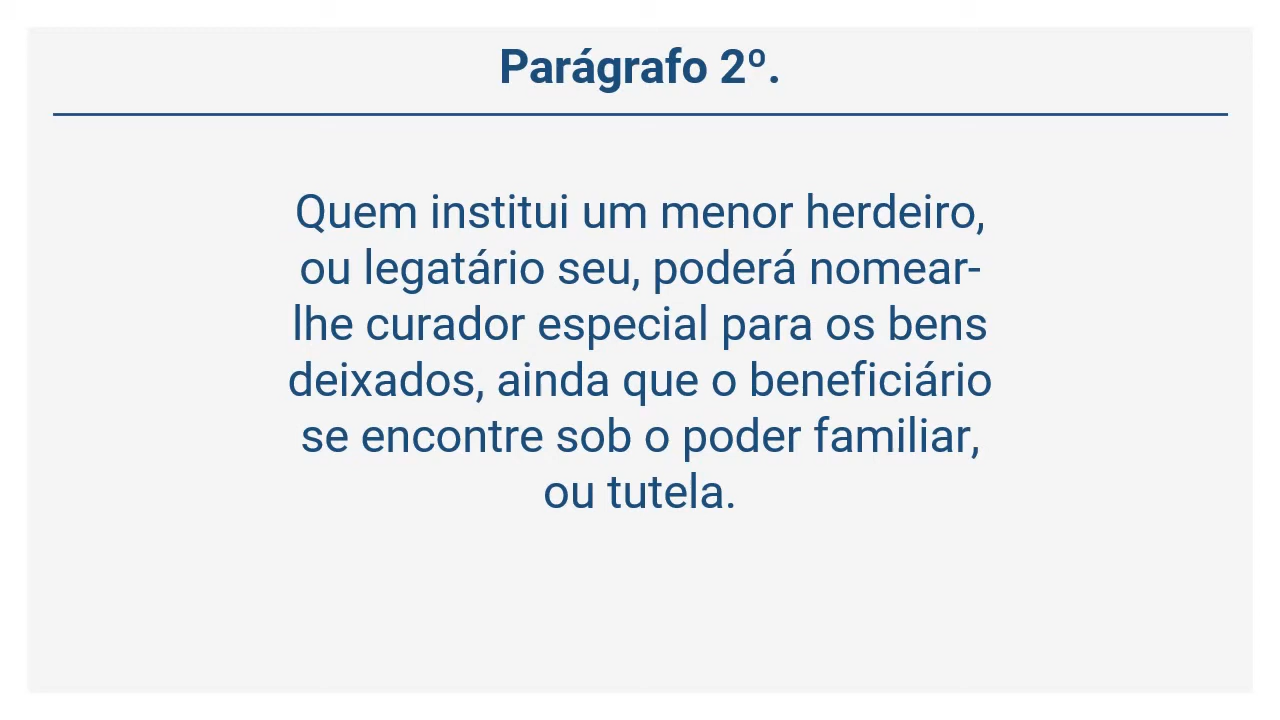 Parágrafo 2º.
Quem institui um menor herdeiro,
ou legatário seu, poderá nomear-
lhe curador especial para os bens
deixados, ainda que o beneficiário
se encontre sob o poder familiar,
ou tutela.